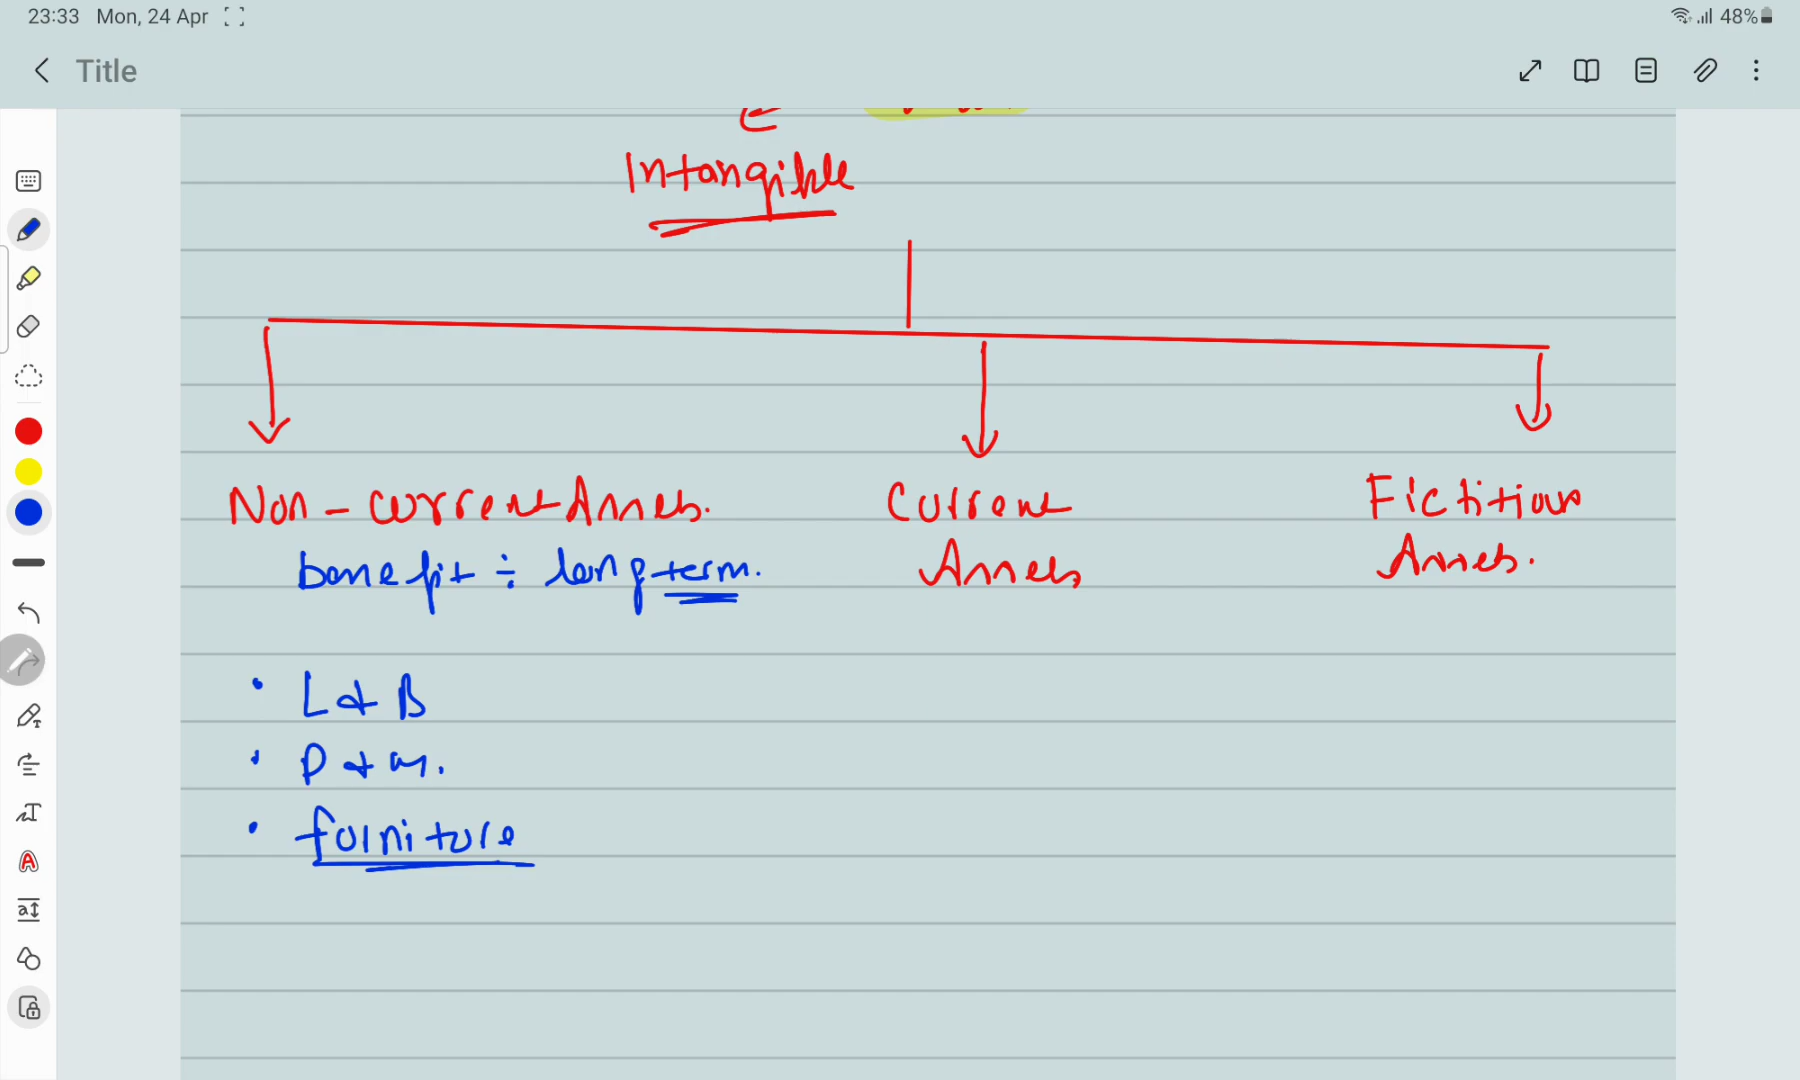 23:33 Mon, 24 Apr 48%
Title
Intangible
Non-current Assets.
benefit ÷ long term.
Current
Assets
Fictitious
Assets.
• L & B
• P & M.
• furniture